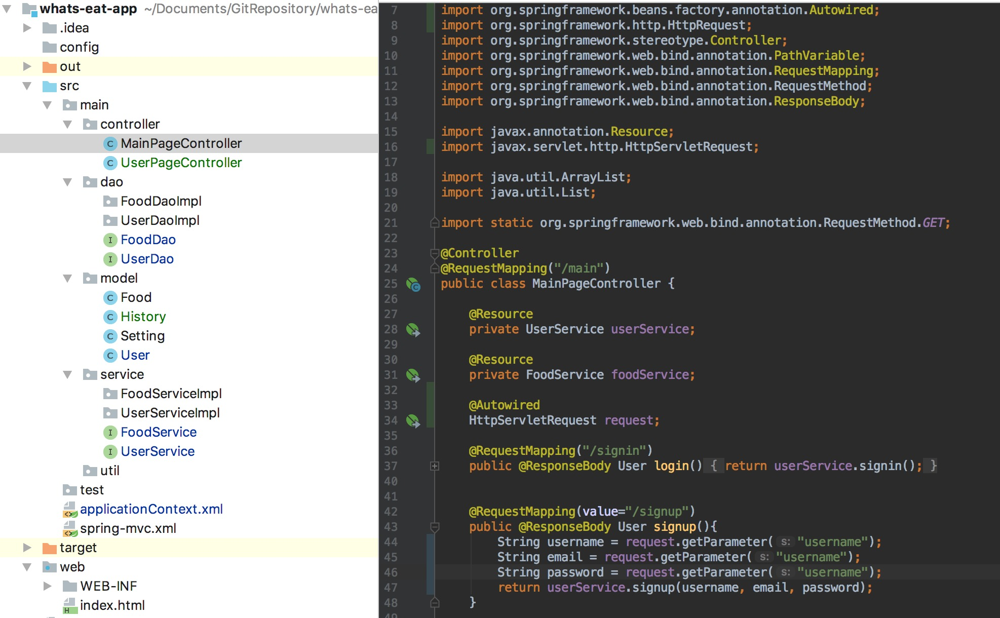 whats-eat-app ~/Documents/GitRepository/whats-ea
.idea
config
out
src
main
controller
MainPageController
UserPageController
dao
FoodDaoImpl
UserDaoImpl
FoodDao
UserDao
model
Food
History
Setting
User
service
FoodServiceImpl
UserServiceImpl
FoodService
UserService
util
test
applicationContext.xml
spring-mvc.xml
target
web
WEB-INF
index.html
7 import org.springframework.beans.factory.annotation.Autowired;
8 import org.springframework.http.HttpRequest;
9 import org.springframework.stereotype.Controller;
10 import org.springframework.web.bind.annotation.PathVariable;
11 import org.springframework.web.bind.annotation.RequestMapping;
12 import org.springframework.web.bind.annotation.RequestMethod;
13 import org.springframework.web.bind.annotation.ResponseBody;
14
15 import javax.annotation.Resource;
16 import javax.servlet.http.HttpServletRequest;
17
18 import java.util.ArrayList;
19 import java.util.List;
20
21 import static org.springframework.web.bind.annotation.RequestMethod.GET;
22
23 @Controller
24 @RequestMapping("/main")
25 public class MainPageController {
26
27 @Resource
28 private UserService userService;
29
30 @Resource
31 private FoodService foodService;
32
33 @Autowired
34 HttpServletRequest request;
35
36 @RequestMapping("/signin")
37 public @ResponseBody User login() { return userService.signin(); }
40
41
42 @RequestMapping(value="/signup")
43 public @ResponseBody User signup(){
44 String username = request.getParameter( s: "username");
45 String email = request.getParameter( s: "username");
46 String password = request.getParameter( s: "username");
47 return userService.signup(username, email, password);
48 }
49